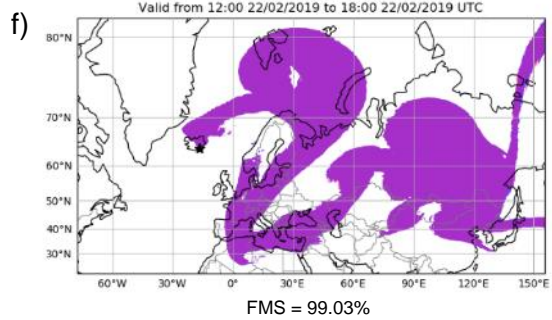 f)
Valid from 12:00 22/02/2019 to 18:00 22/02/2019 UTC
80°N
70°N
60°N
50°N
40°N
30°N
60°W 30°W 0° 30°E 60°E 90°E 120°E 150°E
FMS = 99.03%